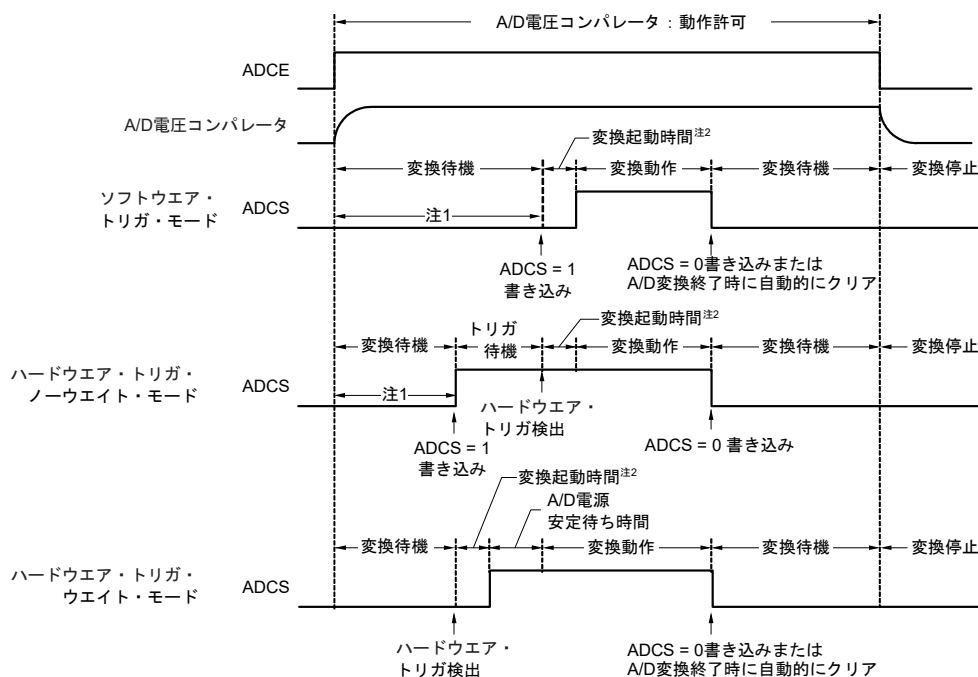 A/D電圧コンパレータ：動作許可
ADCE
A/D電圧コンパレータ
変換起動時間注2
変換待機
変換動作
変換待機
変換停止
ソフトウエア・
トリガ・モード
ADCS
注1
ADCS = 1
書き込み
ADCS = 0書き込みまたは
A/D変換終了時に自動的にクリア
変換起動時間注2
変換待機
トリガ
待機
変換動作
変換待機
変換停止
ハードウエア・トリガ・
ノーウエイト・モード
ADCS
注1
ハードウエア・
トリガ検出
ADCS = 1
書き込み
ADCS = 0 書き込み
変換起動時間注2
A/D電源
安定待ち時間
変換待機
変換動作
変換待機
変換停止
ハードウエア・トリガ・
ウエイト・モード
ADCS
ハードウエア・
トリガ検出
ADCS = 0書き込みまたは
A/D変換終了時に自動的にクリア